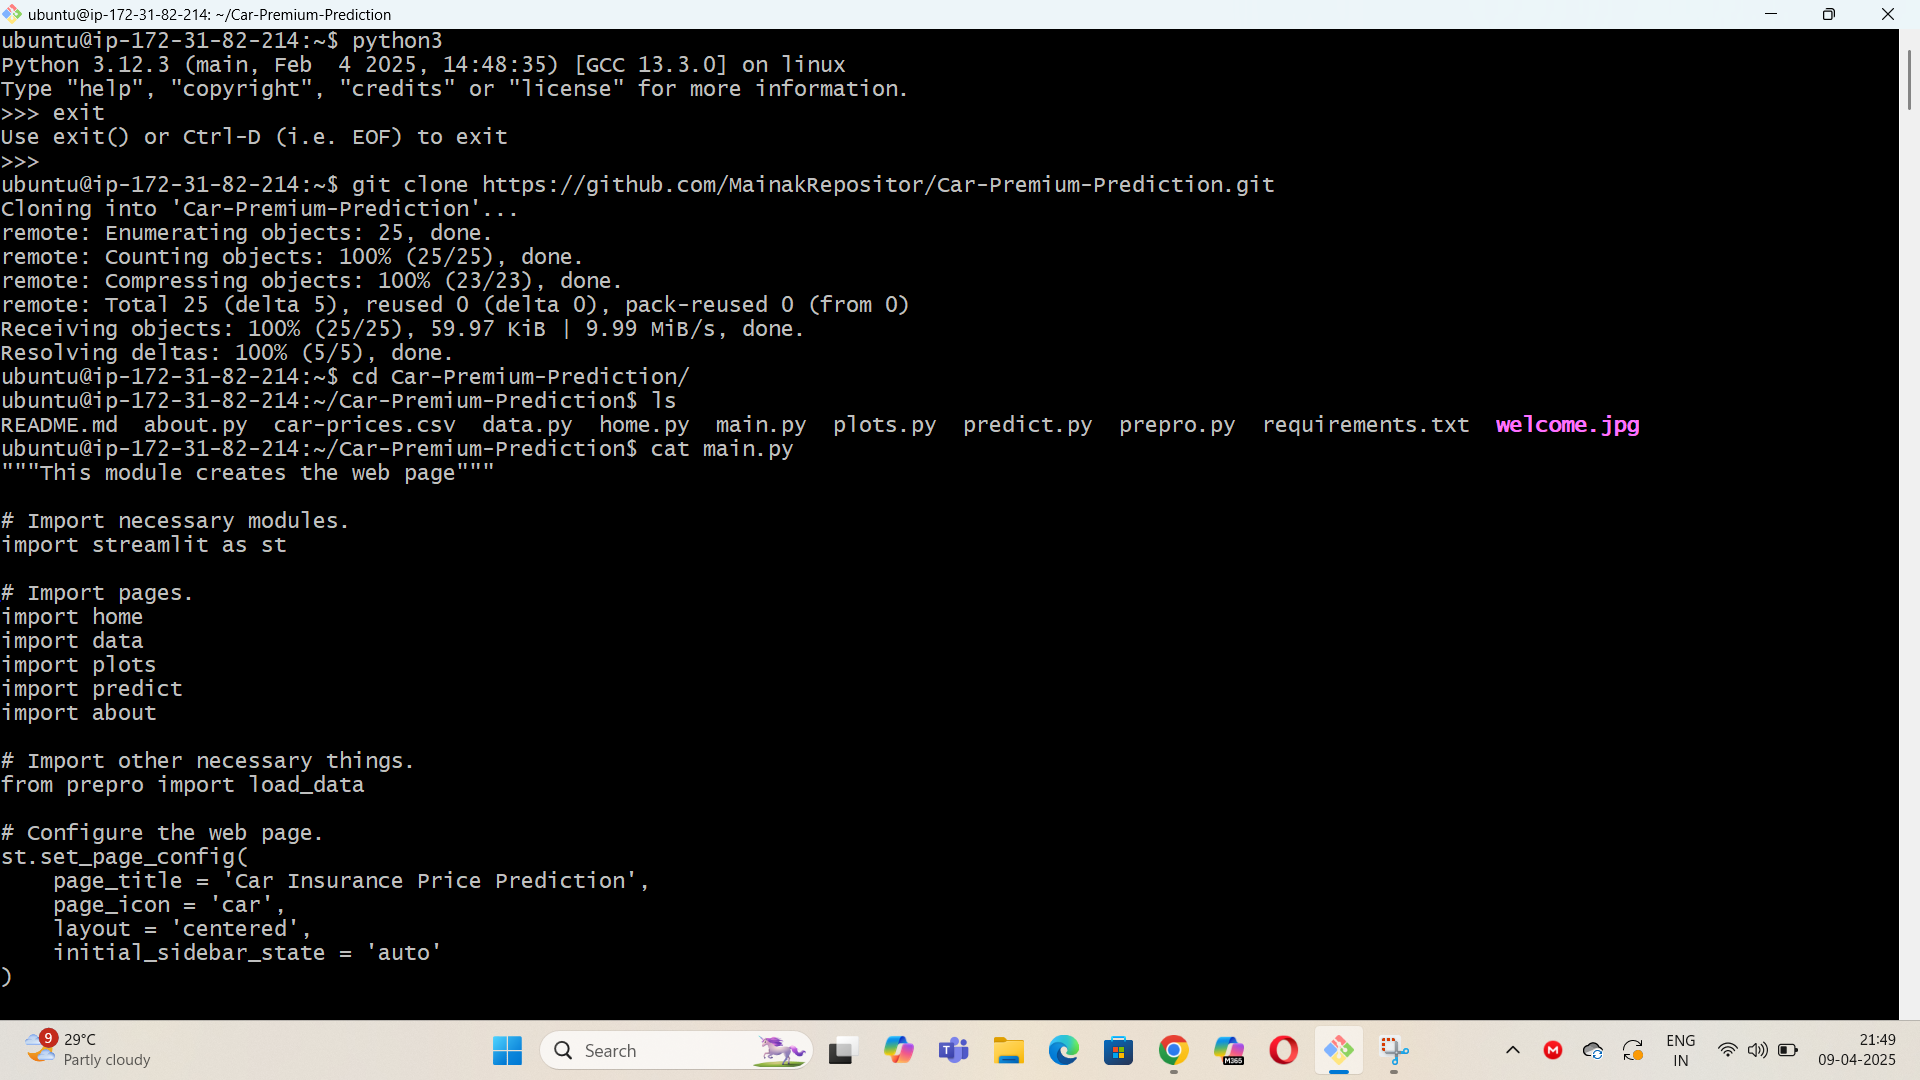 ubuntu@ip-172-31-82-214: ~/Car-Premium-Prediction
ubuntu@ip-172-31-82-214:~$ python3
Python 3.12.3 (main, Feb  4 2025, 14:48:35) [GCC 13.3.0] on linux
Type "help", "copyright", "credits" or "license" for more information.
>>> exit
Use exit() or Ctrl-D (i.e. EOF) to exit
>>>
ubuntu@ip-172-31-82-214:~$ git clone https://github.com/MainakRepositor/Car-Premium-Prediction.git
Cloning into 'Car-Premium-Prediction'...
remote: Enumerating objects: 25, done.
remote: Counting objects: 100% (25/25), done.
remote: Compressing objects: 100% (23/23), done.
remote: Total 25 (delta 5), reused 0 (delta 0), pack-reused 0 (from 0)
Receiving objects: 100% (25/25), 59.97 KiB | 9.99 MiB/s, done.
Resolving deltas: 100% (5/5), done.
ubuntu@ip-172-31-82-214:~$ cd Car-Premium-Prediction/
ubuntu@ip-172-31-82-214:~/Car-Premium-Prediction$ ls
README.md  about.py  car-prices.csv  data.py  home.py  main.py  plots.py  predict.py  prepro.py  requirements.txt  welcome.jpg
ubuntu@ip-172-31-82-214:~/Car-Premium-Prediction$ cat main.py
"""This module creates the web page"""
# Import necessary modules.
import streamlit as st
# Import pages.
import home
import data
import plots
import predict
import about
# Import other necessary things.
from prepro import load_data
# Configure the web page.
st.set_page_config(
    page_title = 'Car Insurance Price Prediction',
    page_icon = 'car',
    layout = 'centered',
    initial_sidebar_state = 'auto'
)
9
29°C
Partly cloudy
Search
T
M365
M
ENG
IN
21:49
09-04-2025